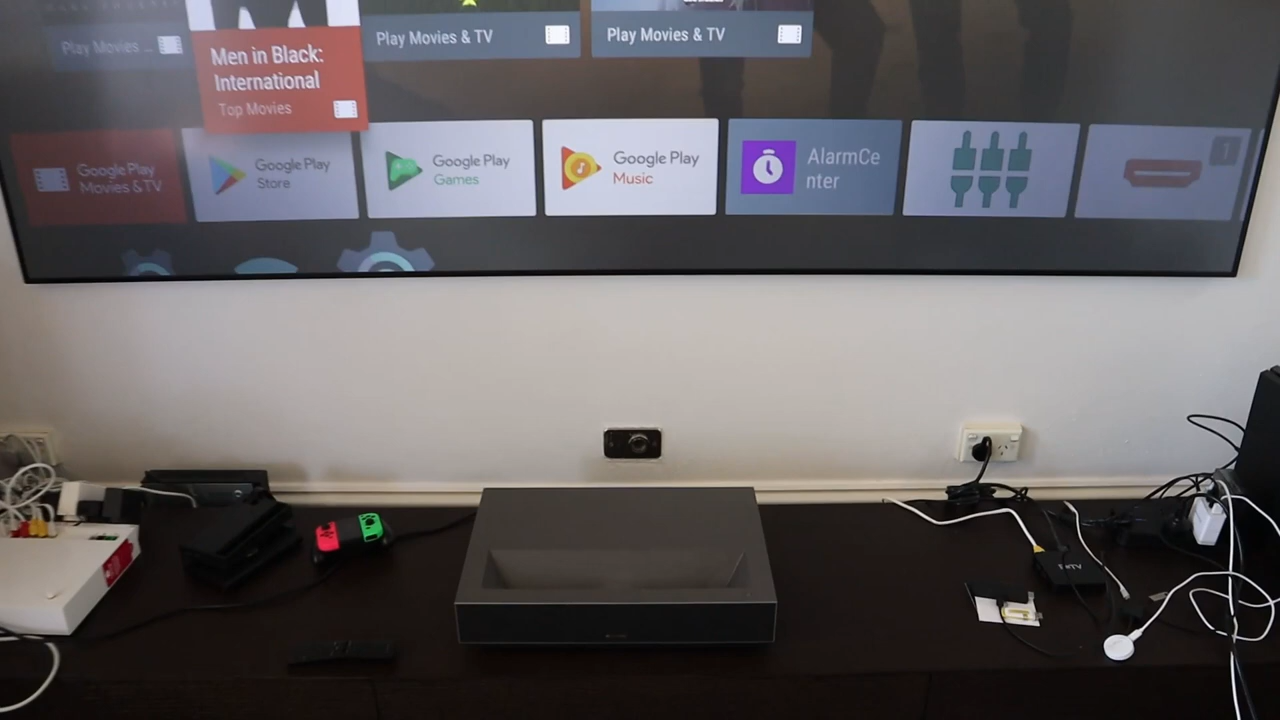 Play Movies ...
Play Movies & TV
Play Movies & TV
Men in Black:
International
Top Movies
Google Play
Movies & TV
Google Play
Store
Google Play
Games
Google Play
Music
AlarmCe
nter
1